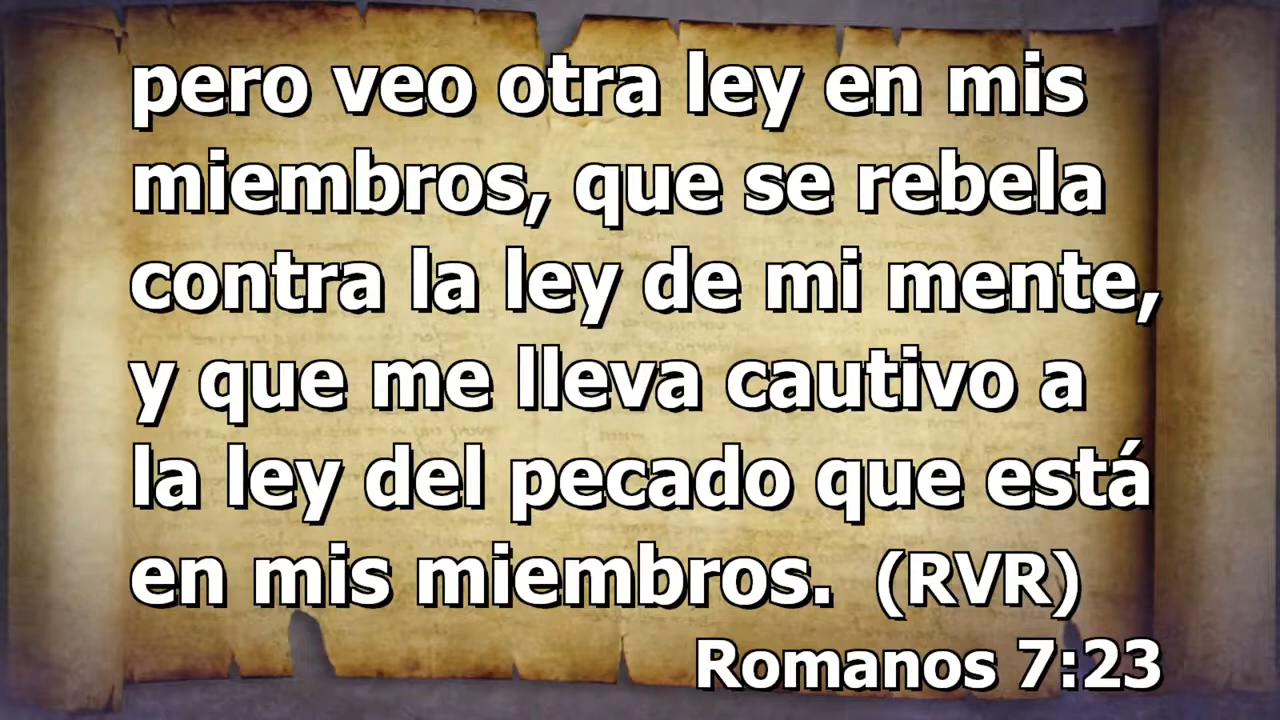 pero veo otra ley en mis
miembros, que se rebela
contra la ley de mi mente,
y que me lleva cautivo a
la ley del pecado que está
en mis miembros. (RVR)
Romanos 7:23